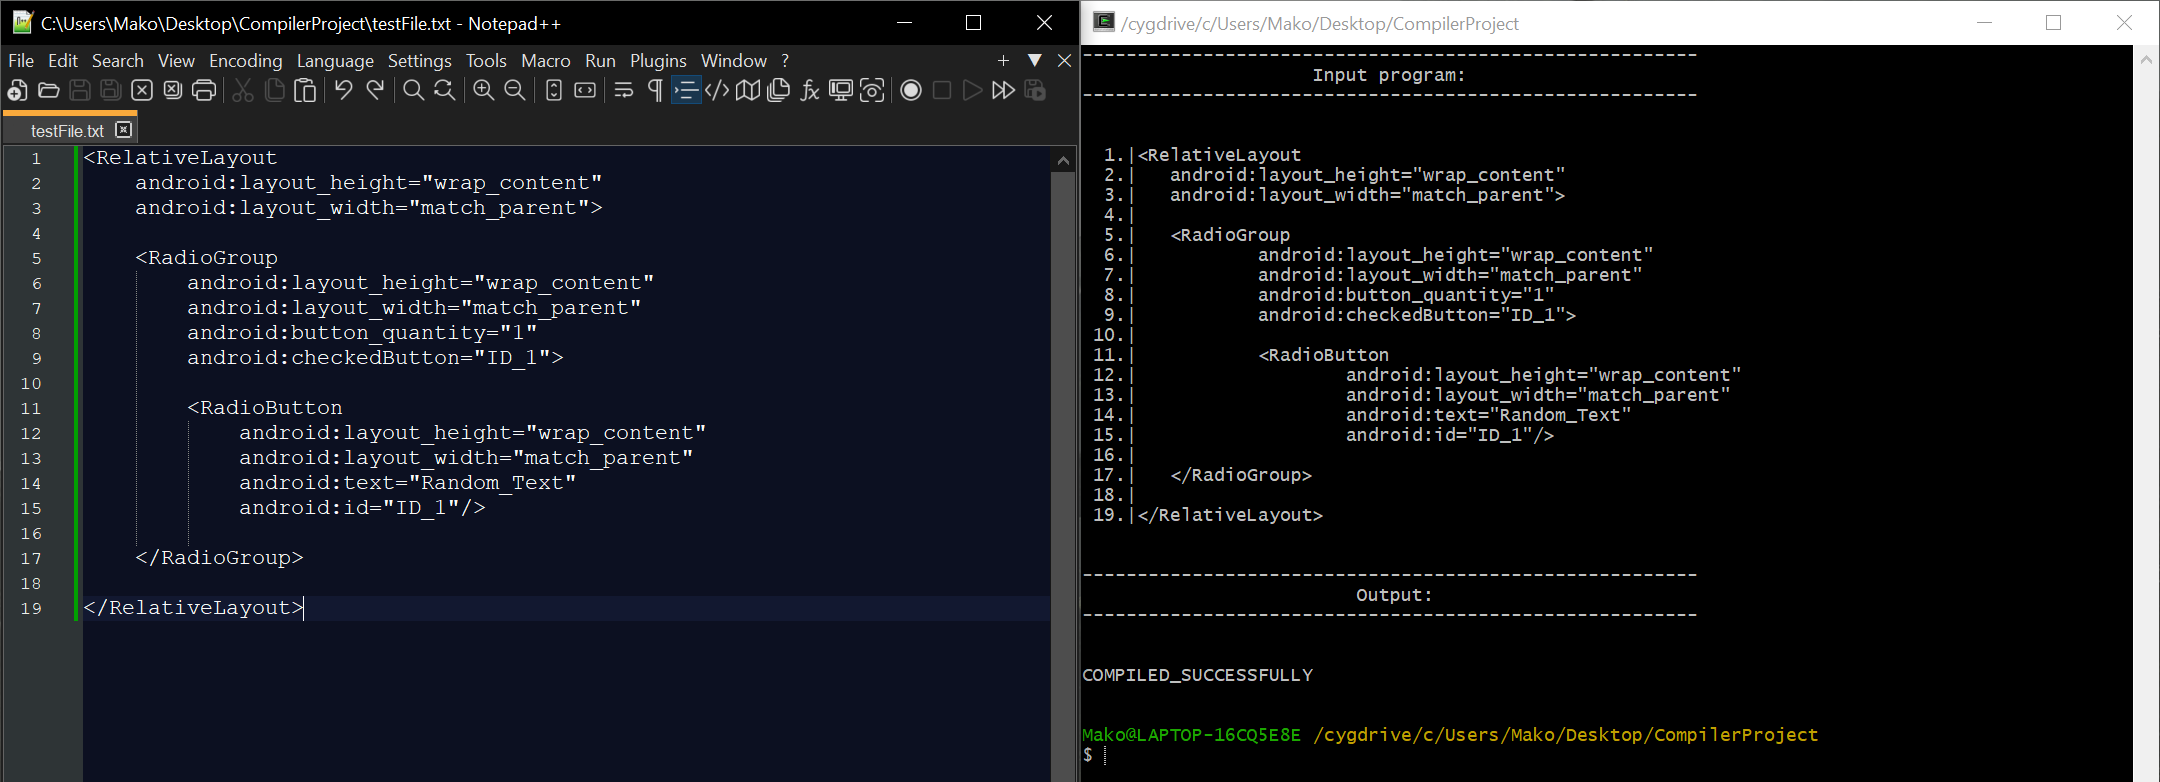 C:\Users\Mako\Desktop\CompilerProject\testFile.txt - Notepad++
File Edit Search View Encoding Language Settings Tools Macro Run Plugins Window ?
testFile.txt
1 <RelativeLayout
2 android:layout_height="wrap_content"
3 android:layout_width="match_parent">
4
5 <RadioGroup
6 android:layout_height="wrap_content"
7 android:layout_width="match_parent"
8 android:button_quantity="1"
9 android:checkedButton="ID_1">
10
11 <RadioButton
12 android:layout_height="wrap_content"
13 android:layout_width="match_parent"
14 android:text="Random_Text"
15 android:id="ID_1"/>
16
17 </RadioGroup>
18
19 </RelativeLayout>
/cygdrive/c/Users/Mako/Desktop/CompilerProject
--------------------------------------------------------
Input program:
--------------------------------------------------------
1.|<RelativeLayout
2.| android:layout_height="wrap_content"
3.| android:layout_width="match_parent">
4.|
5.| <RadioGroup
6.| android:layout_height="wrap_content"
7.| android:layout_width="match_parent"
8.| android:button_quantity="1"
9.| android:checkedButton="ID_1">
10.|
11.| <RadioButton
12.| android:layout_height="wrap_content"
13.| android:layout_width="match_parent"
14.| android:text="Random_Text"
15.| android:id="ID_1"/>
16.|
17.| </RadioGroup>
18.|
19.|</RelativeLayout>
--------------------------------------------------------
Output:
--------------------------------------------------------
COMPILED_SUCCESSFULLY
Mako@LAPTOP-16CQ5E8E /cygdrive/c/Users/Mako/Desktop/CompilerProject
$